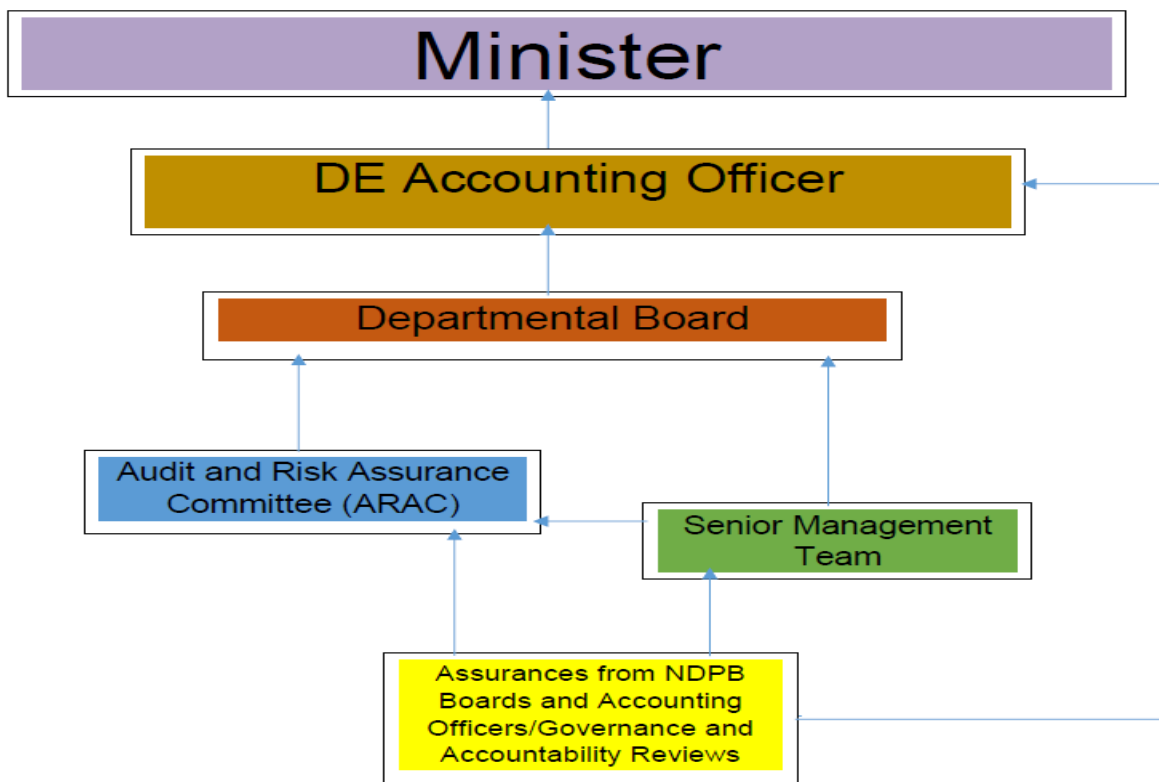 Minister
DE Accounting Officer
Departmental Board
Audit and Risk Assurance
Committee (ARAC)
Senior Management
Team
Assurances from NDPB
Boards and Accounting
Officers/Governance and
Accountability Reviews